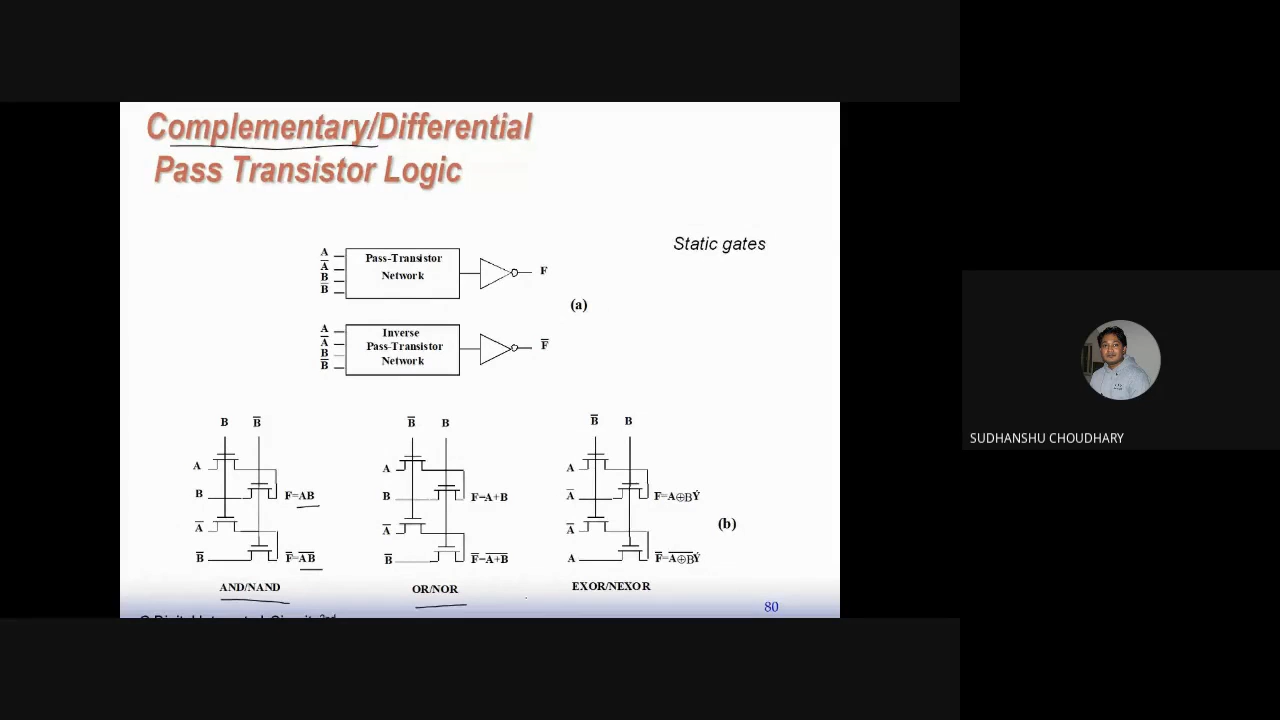 Complementary/Differential
Pass Transistor Logic
Static gates
A
A̅
B
B̅
Pass-Transistor
Network
F
(a)
A
A̅
B
B̅
Inverse
Pass-Transistor
Network
F̅
B B̅
A
B
F=AB
A̅
B̅
F̅=A̅B̅
AND/NAND
B̅ B
A
B
F=A+B
A̅
B̅
F̅=A̅+̅B̅
OR/NOR
B̅ B
A
A̅
F=A⊕BÝ
A̅
A
F̅=A̅⊕̅B̅Ý
EXOR/NEXOR
(b)
80
SUDHANSHU CHOUDHARY